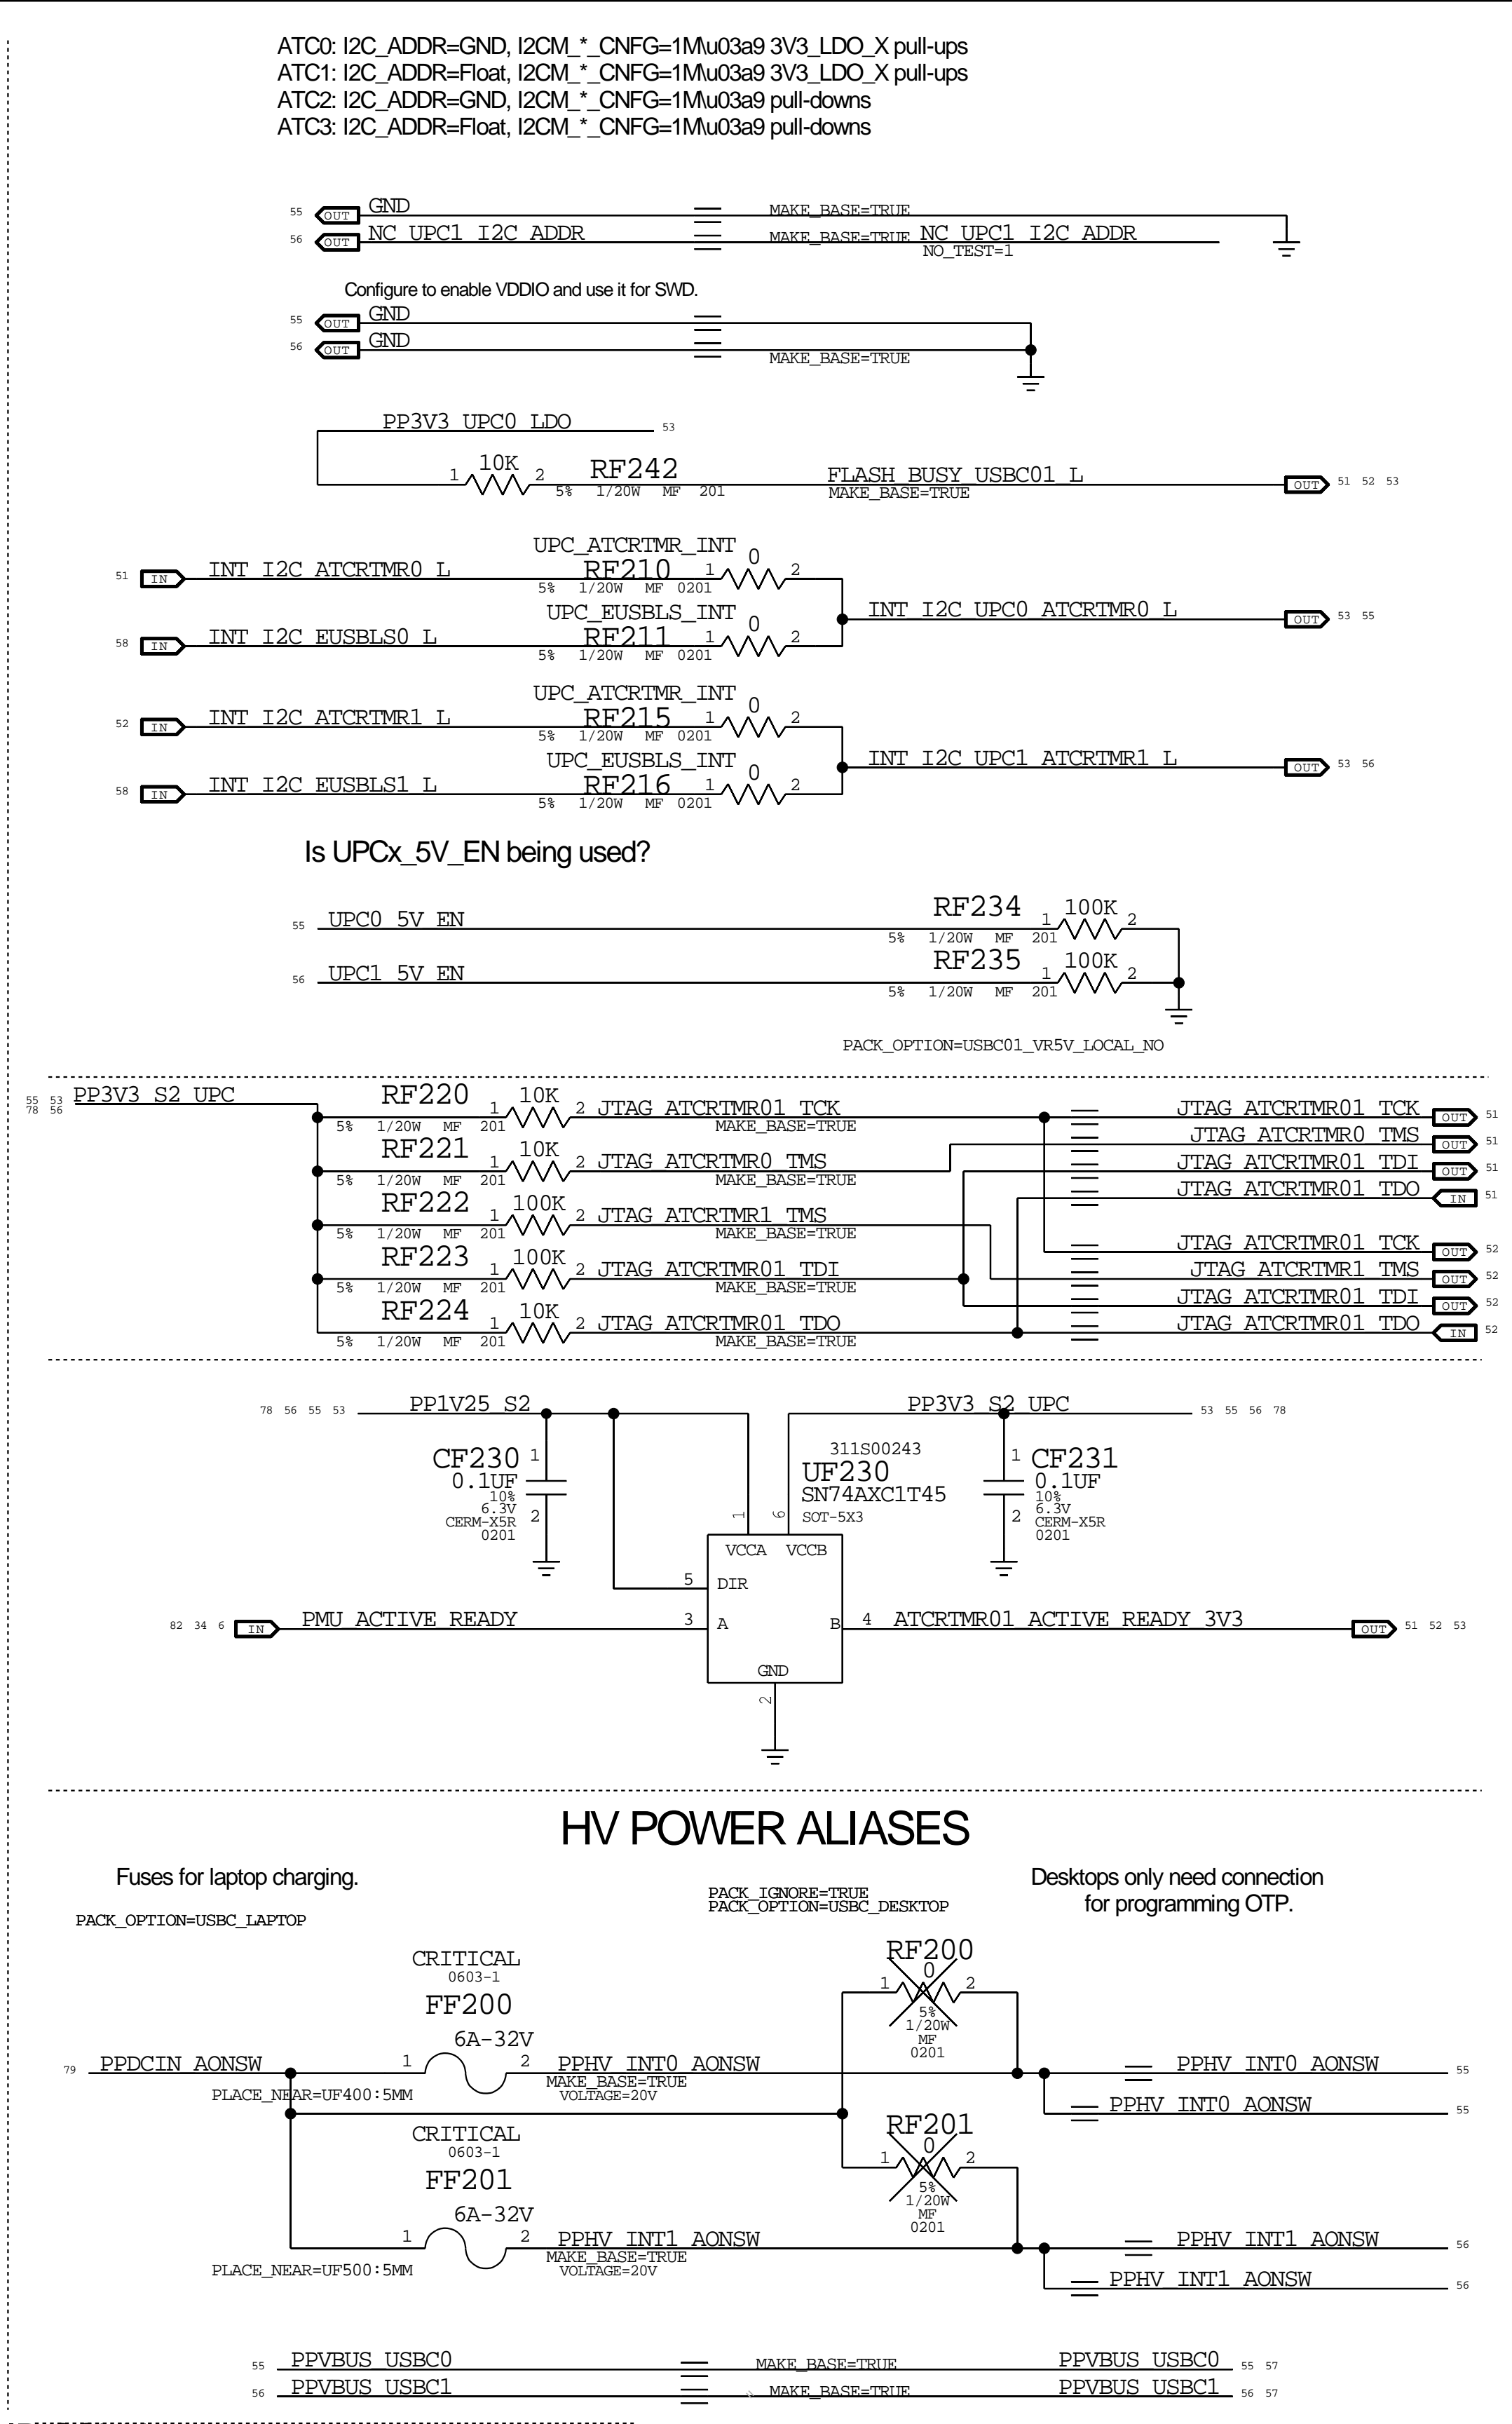 ATC0: I2C_ADDR=GND, I2CM_*_CNFG=1M\u03a9 3V3_LDO_X pull-ups
ATC1: I2C_ADDR=Float, I2CM_*_CNFG=1M\u03a9 3V3_LDO_X pull-ups
ATC2: I2C_ADDR=GND, I2CM_*_CNFG=1M\u03a9 pull-downs
ATC3: I2C_ADDR=Float, I2CM_*_CNFG=1M\u03a9 pull-downs
55 OUT GND MAKE_BASE=TRUE
56 OUT NC_UPC1_I2C_ADDR MAKE_BASE=TRUE NC_UPC1_I2C_ADDR
NO_TEST=1
Configure to enable VDDIO and use it for SWD.
55 OUT GND
56 OUT GND
MAKE_BASE=TRUE
PP3V3_UPC0_LDO 53
1 10K 2 RF242 FLASH_BUSY_USBC01_L OUT 51 52 53
5% 1/20W MF 201 MAKE_BASE=TRUE
UPC_ATCRTMR_INT
51 IN INT_I2C_ATCRTMR0_L RF210 1 0 2
5% 1/20W MF 0201
UPC_EUSBLS_INT INT_I2C_UPC0_ATCRTMR0_L OUT 53 55
58 IN INT_I2C_EUSBLS0_L RF211 1 0 2
5% 1/20W MF 0201
UPC_ATCRTMR_INT
52 IN INT_I2C_ATCRTMR1_L RF215 1 0 2
5% 1/20W MF 0201
UPC_EUSBLS_INT INT_I2C_UPC1_ATCRTMR1_L OUT 53 56
58 IN INT_I2C_EUSBLS1_L RF216 1 0 2
5% 1/20W MF 0201
Is UPCx_5V_EN being used?
55 UPC0_5V_EN RF234 1 100K 2
5% 1/20W MF 201
56 UPC1_5V_EN RF235 1 100K 2
5% 1/20W MF 201
PACK_OPTION=USBC01_VR5V_LOCAL_NO
55 53 PP3V3_S2_UPC
78 56
RF220 1 10K 2 JTAG_ATCRTMR01_TCK JTAG_ATCRTMR01_TCK OUT 51
5% 1/20W MF 201 MAKE_BASE=TRUE
JTAG_ATCRTMR0_TMS OUT 51
RF221 1 10K 2 JTAG_ATCRTMR0_TMS JTAG_ATCRTMR01_TDI OUT 51
5% 1/20W MF 201 MAKE_BASE=TRUE
JTAG_ATCRTMR01_TDO IN 51
RF222 1 100K 2 JTAG_ATCRTMR1_TMS
5% 1/20W MF 201 MAKE_BASE=TRUE
JTAG_ATCRTMR01_TCK OUT 52
RF223 1 100K 2 JTAG_ATCRTMR01_TDI JTAG_ATCRTMR1_TMS OUT 52
5% 1/20W MF 201 MAKE_BASE=TRUE
JTAG_ATCRTMR01_TDI OUT 52
RF224 1 10K 2 JTAG_ATCRTMR01_TDO JTAG_ATCRTMR01_TDO IN 52
5% 1/20W MF 201 MAKE_BASE=TRUE
78 56 55 53 PP1V25_S2 PP3V3_S2_UPC 53 55 56 78
CF230 1
0.1UF
10%
6.3V
CERM-X5R 2
0201
311S00243
UF230
SN74AXC1T45
SOT-5X3
1 CF231
0.1UF
10%
6.3V
2 CERM-X5R
0201
1 6
VCCA VCCB
5 DIR
82 34 6 IN PMU_ACTIVE_READY 3 A B 4 ATCRTMR01_ACTIVE_READY_3V3 OUT 51 52 53
GND
2
HV POWER ALIASES
Fuses for laptop charging.
PACK_OPTION=USBC_LAPTOP
PACK_IGNORE=TRUE
PACK_OPTION=USBC_DESKTOP
Desktops only need connection
for programming OTP.
CRITICAL
0603-1
FF200
6A-32V
RF200
0
1 2
5%
1/20W
MF
0201
79 PPDCIN_AONSW 1 2 PPHV_INT0_AONSW PPHV_INT0_AONSW 55
PLACE_NEAR=UF400:5MM MAKE_BASE=TRUE
VOLTAGE=20V
PPHV_INT0_AONSW 55
CRITICAL
0603-1
FF201
6A-32V
RF201
0
1 2
5%
1/20W
MF
0201
1 2 PPHV_INT1_AONSW PPHV_INT1_AONSW 56
PLACE_NEAR=UF500:5MM MAKE_BASE=TRUE
VOLTAGE=20V
PPHV_INT1_AONSW 56
55 PPVBUS_USBC0 MAKE_BASE=TRUE PPVBUS_USBC0 55 57
56 PPVBUS_USBC1 MAKE_BASE=TRUE PPVBUS_USBC1 56 57